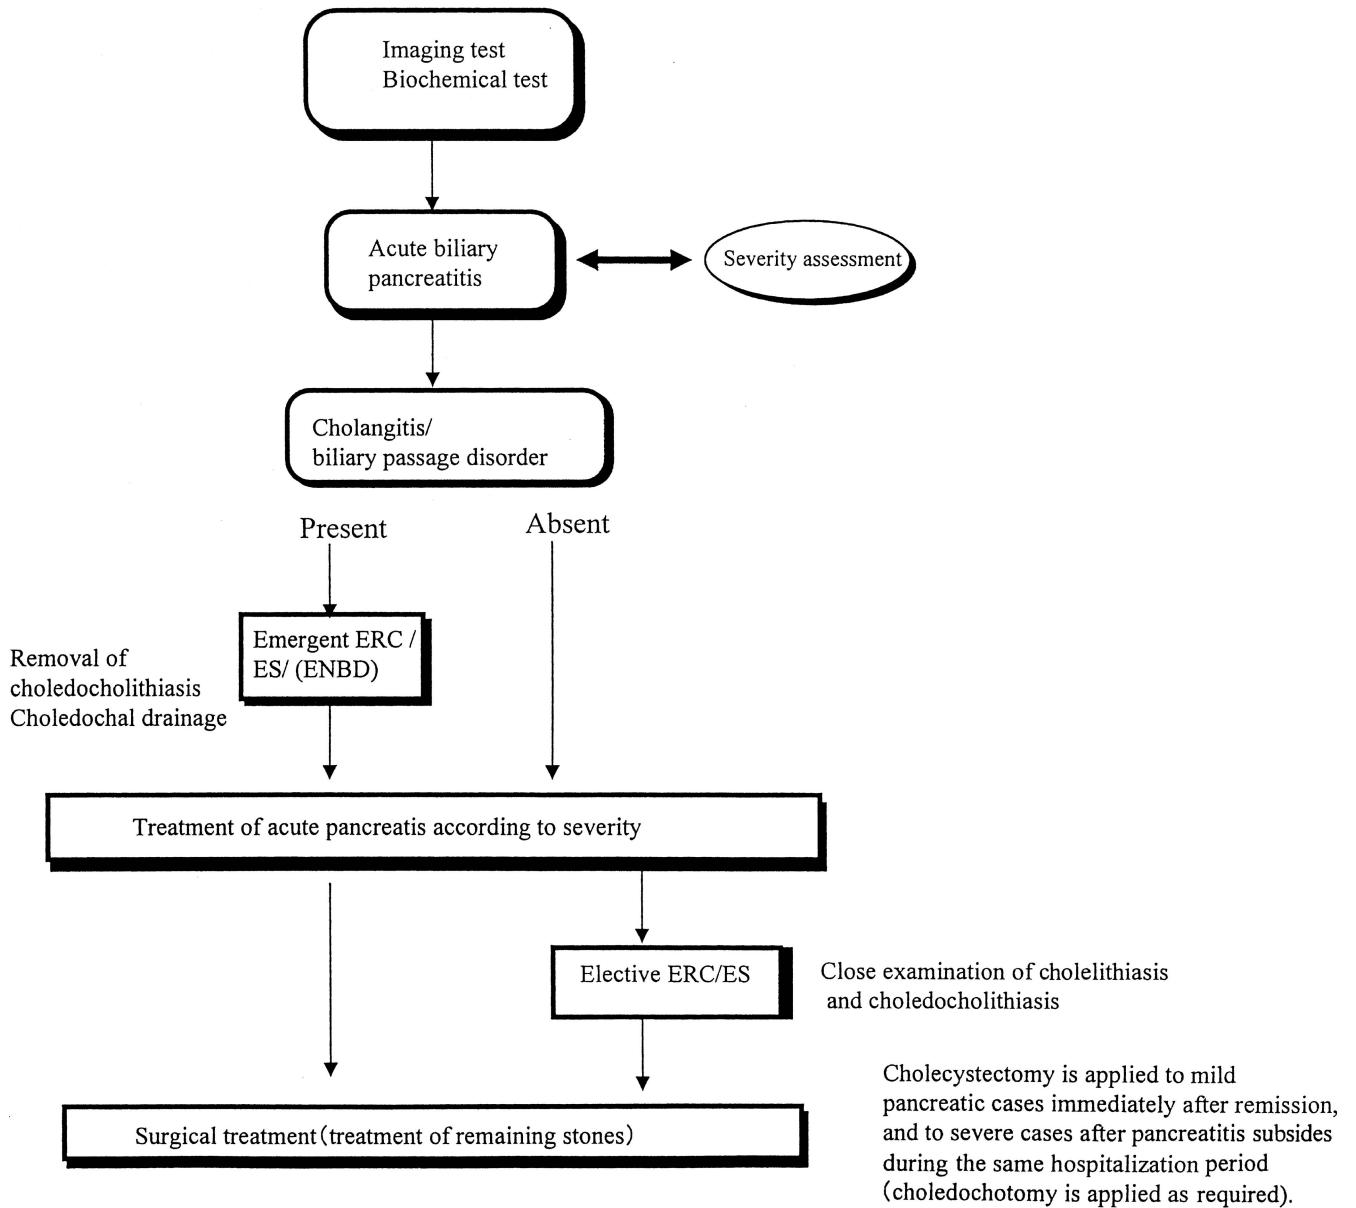 Imaging test
Biochemical test
Acute biliary
pancreatitis
Severity assessment
Cholangitis/
biliary passage disorder
Present
Absent
Emergent ERC /
ES/ (ENBD)
Removal of
choledocholithiasis
Choledochal drainage
Treatment of acute pancreatis according to severity
Elective ERC/ES
Close examination of cholelithiasis
and choledocholithiasis
Cholecystectomy is applied to mild
pancreatic cases immediately after remission,
and to severe cases after pancreatitis subsides
during the same hospitalization period
(choledochotomy is applied as required).
Surgical treatment(treatment of remaining stones)